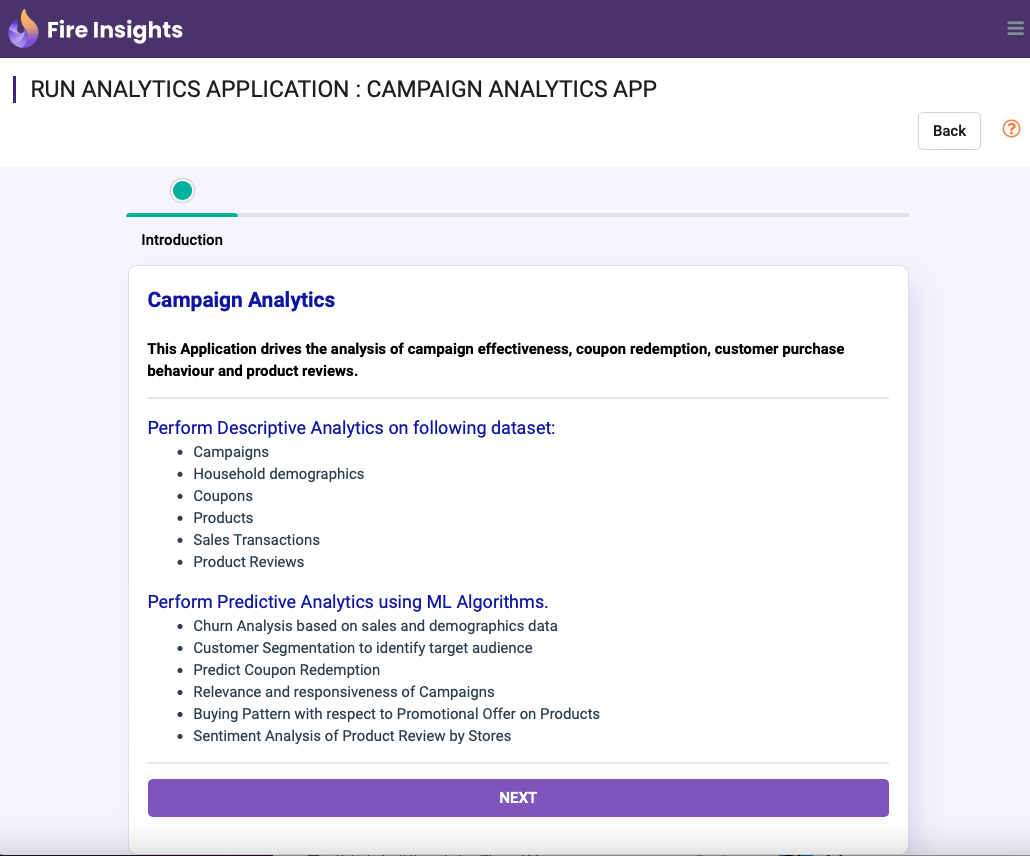 Fire Insights
RUN ANALYTICS APPLICATION : CAMPAIGN ANALYTICS APP
Back
Introduction
Campaign Analytics
This Application drives the analysis of campaign effectiveness, coupon redemption, customer purchase
behaviour and product reviews.
Perform Descriptive Analytics on following dataset:
Campaigns
Household demographics
Coupons
Products
Sales Transactions
Product Reviews
Perform Predictive Analytics using ML Algorithms.
Churn Analysis based on sales and demographics data
Customer Segmentation to identify target audience
Predict Coupon Redemption
Relevance and responsiveness of Campaigns
Buying Pattern with respect to Promotional Offer on Products
Sentiment Analysis of Product Review by Stores
NEXT